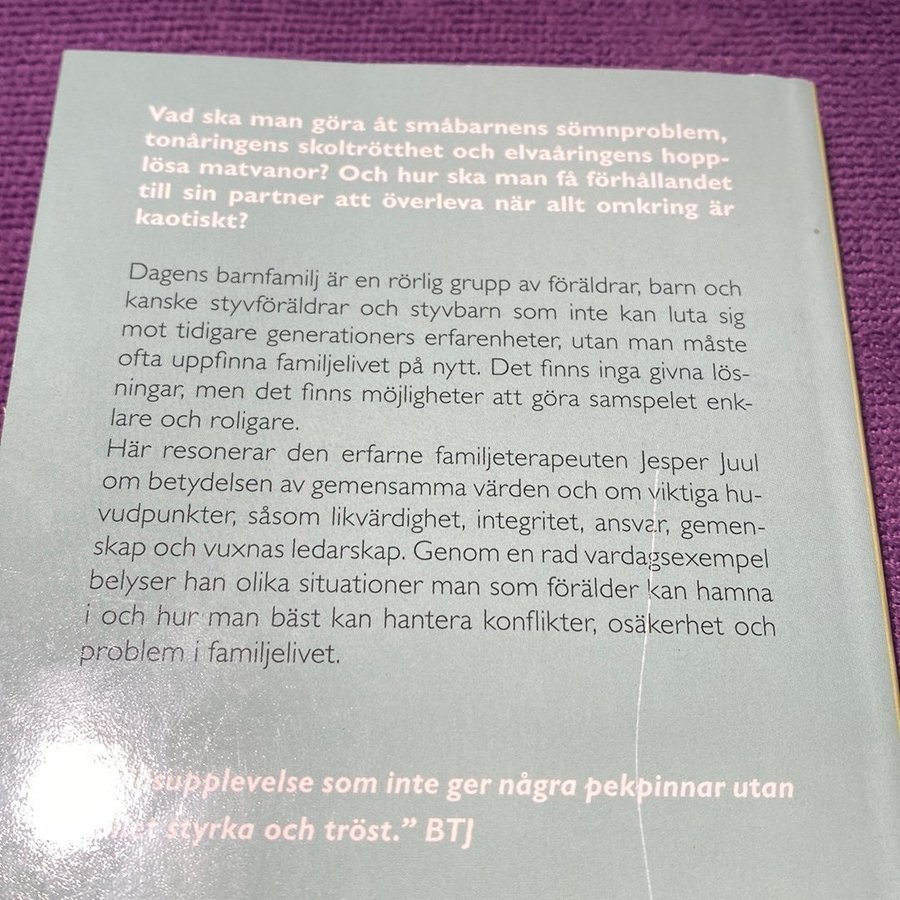 Vad ska man göra åt småbarnens sömnproblem,
tonåringens skoltrötthet och elvaåringens hopp-
lösa matvanor? Och hur ska man få förhållandet
till sin partner att överleva när allt omkring är
kaotiskt?
Dagens barnfamilj är en rörlig grupp av föräldrar, barn och
kanske styvföräldrar och styvbarn som inte kan luta sig
mot tidigare generationers erfarenheter, utan man måste
ofta uppfinna familjelivet på nytt. Det finns inga givna lös-
ningar, men det finns möjligheter att göra samspelet enk-
lare och roligare.
Här resonerar den erfarne familjeterapeuten Jesper Juul
om betydelsen av gemensamma värden och om viktiga hu-
vudpunkter, såsom likvärdighet, integritet, ansvar, gemen-
skap och vuxnas ledarskap. Genom en rad vardagsexempel
belyser han olika situationer man som förälder kan hamna
i och hur man bäst kan hantera konflikter, osäkerhet och
problem i familjelivet.
som inte ger några pekpinnar utan
styrka och tröst.” BTJ